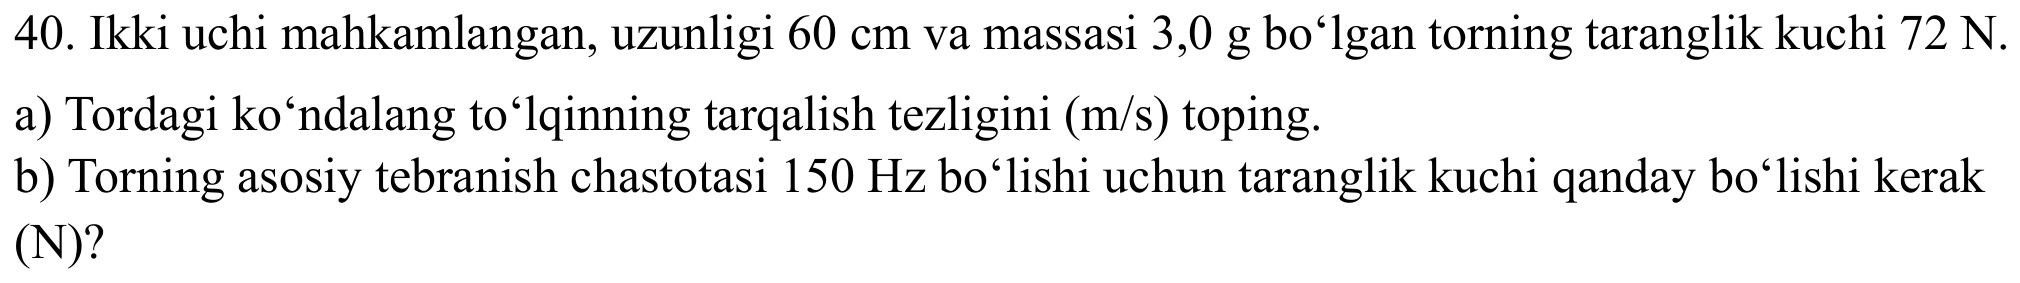 40. Ikki uchi mahkamlangan, uzunligi 60 cm va massasi 3,0 g bo‘lgan torning taranglik kuchi 72 N.
a) Tordagi ko‘ndalang to‘lqinning tarqalish tezligini (m/s) toping.
b) Torning asosiy tebranish chastotasi 150 Hz bo‘lishi uchun taranglik kuchi qanday bo‘lishi kerak
(N)?